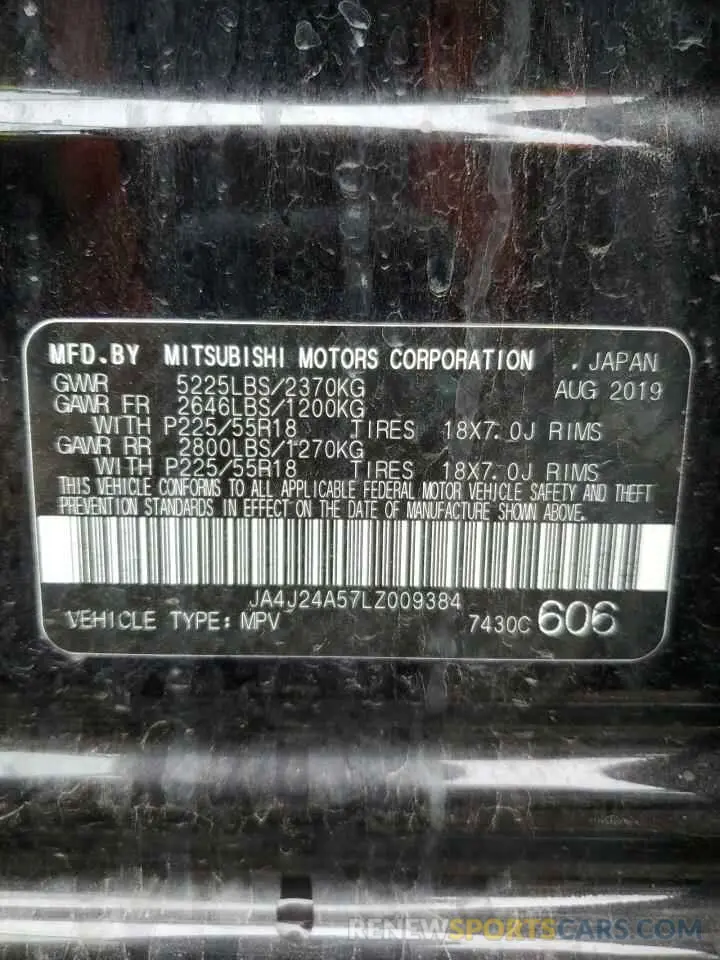 MFD.BY MITSUBISHI MOTORS CORPORATION . JAPAN
GWWR 5225LBS/2370KG AUG 2019
GAWR FR 2646LBS/1200KG
WITH P225/55R18 TIRES 18X7.0J RIMS
GAWR RR 2800LBS/1270KG
WITH P225/55R18 TIRES 18X7.0J RIMS
THIS VEHICLE CONFORMS TO ALL APPLICABLE FEDERAL MOTOR VEHICLE SAFETY AND THEFT
PREVENTION STANDARDS IN EFFECT ON THE DATE OF MANUFACTURE SHOWN ABOVE.
JA4J24A57LZ009384
VEHICLE TYPE: MPV 7430C 606
RENEWSPORTSCARS.COM